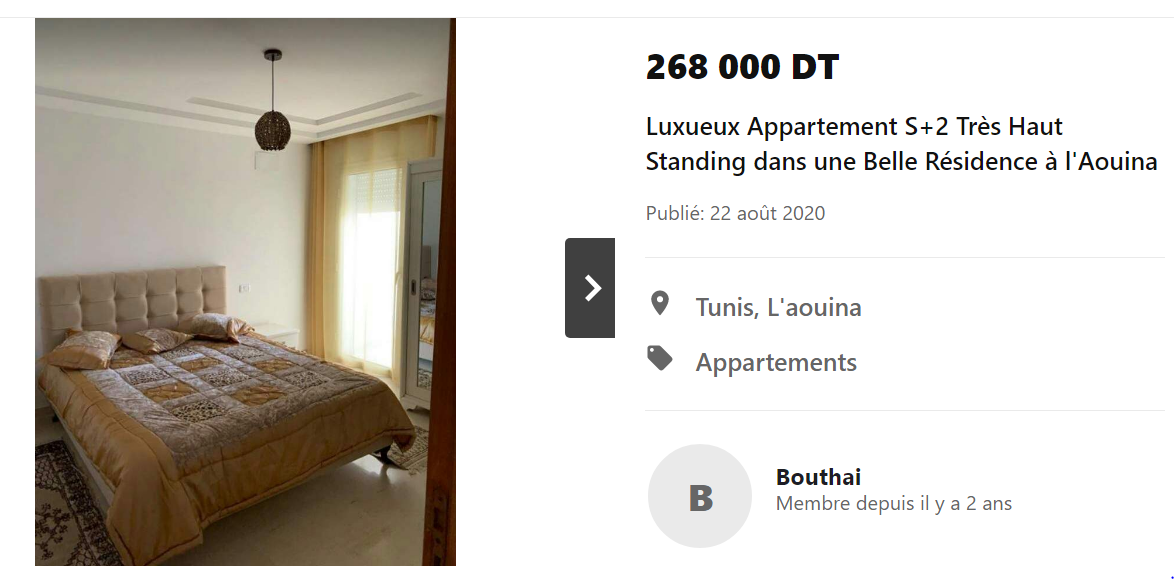 268 000 DT
Luxueux Appartement S+2 Très Haut
Standing dans une Belle Résidence à l'Aouina
Publié: 22 août 2020
Tunis, L'aouina
Appartements
B
Bouthai
Membre depuis il y a 2 ans